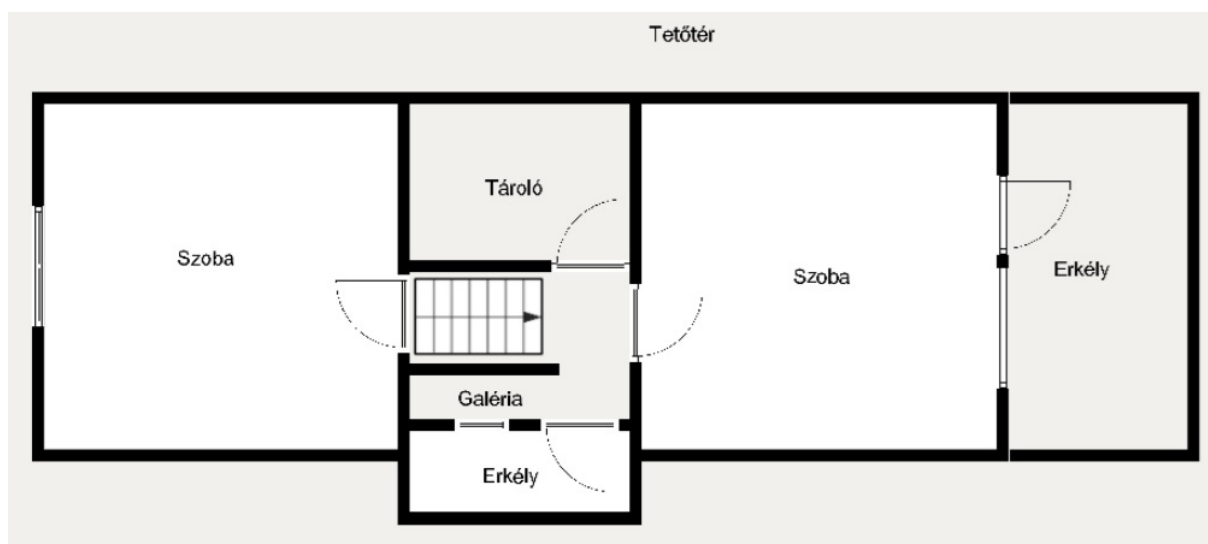 Tetőtér
Tároló
Szoba
Szoba
Erkély
Galéria
Erkély